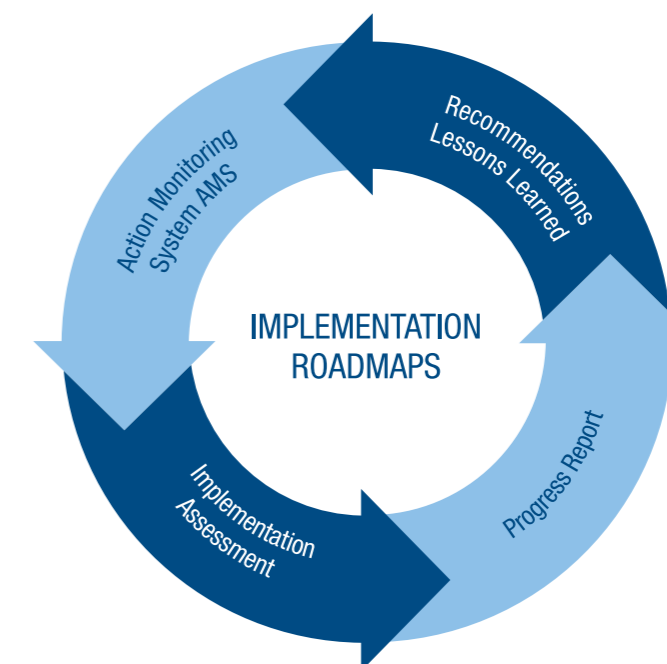 Recommendations
Lessons Learned
Action Monitoring
System AMS
IMPLEMENTATION
ROADMAPS
Implementation
Assessment
Progress Report